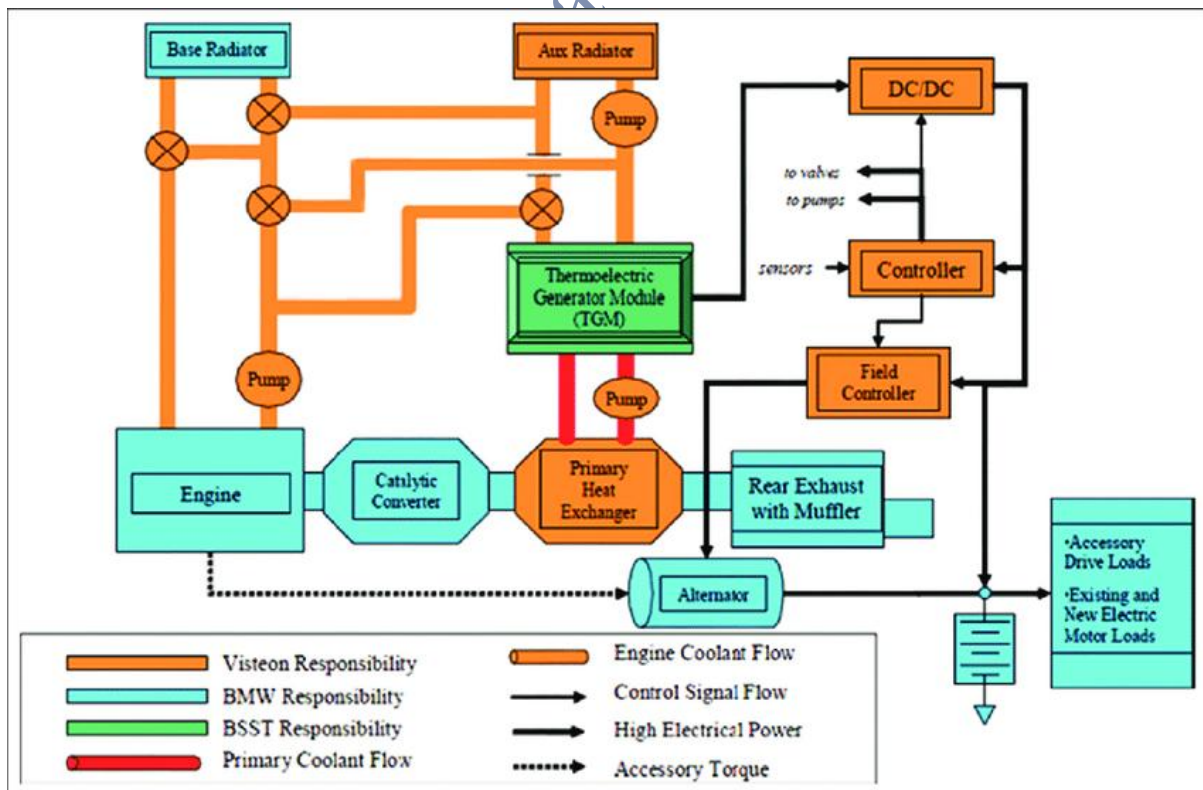 Base Radiator
Aux Radiator
DC/DC
Pump
to valves
to pumps
sensors
Controller
Thermoelectric
Generator Module
(TGM)
Field
Controller
Pump
Pump
Engine
Catalytic
Converter
Primary
Heat
Exchanger
Rear Exhaust
with Muffler
Alternator
•Accessory
Drive Loads
•Existing and
New Electric
Motor Loads
Visteon Responsibility
BMW Responsibility
BSST Responsibility
Primary Coolant Flow
Engine Coolant Flow
Control Signal Flow
High Electrical Power
Accessory Torque